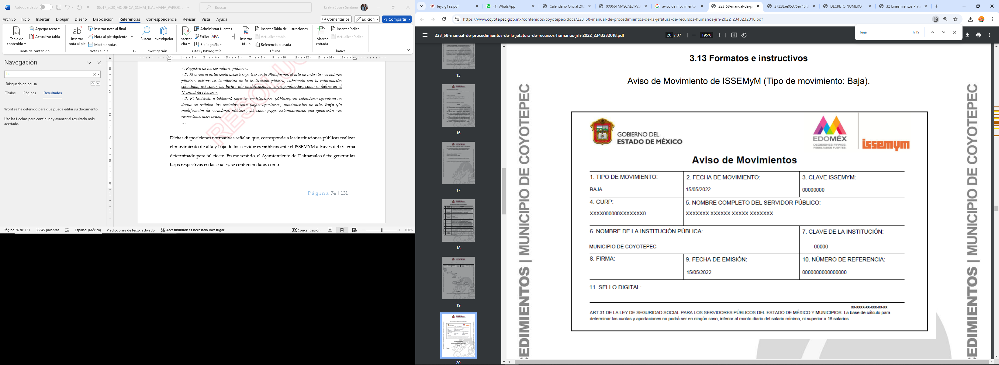 Autoguardado
06917_2023_MODIFICA_SCMM_TLALMANA_VARIOS....
Buscar
Evelyn Souza Santana
Archivo Inicio Insertar Dibujar Diseño Disposición Referencias Correspondencia Revisar Vista Ayuda
Comentarios Edición Compartir
Tabla de contenido
Agregar texto
Actualizar tabla
Tabla de contenido
Insertar nota al pie
Insertar nota al final
Nota al pie siguiente
Mostrar notas
Notas al pie
Buscar
Investigador
Investigación
Insertar cita
Administrar fuentes
Estilo: APA
Bibliografía
Citas y bibliografía
Insertar título
Insertar Tabla de ilustraciones
Actualizar tabla
Referencia cruzada
Títulos
Marcar entrada
Insertar índice
Actualizar índice
Índice
Navegación
h.
Búsqueda en pausa
Títulos Páginas Resultados
Word se ha detenido para que pueda editar su documento.
Use las flechas para continuar y avanzar al resultado más
acertado.
2. Registro de los servidores públicos.
2.1. El usuario autorizado deberá registrar en la Plataforma, el alta de todos los servidores
públicos activos en la nómina de la institución pública, cubriendo con la información
solicitada; así como, las bajas y/o modificaciones correspondientes, como se define en el
Manual de Usuario.
2.2. El Instituto establecerá para las instituciones públicas, un calendario operativo en
donde se señalen los periodos para pagos oportunos, movimientos de alta, baja y/o
modificación de servidores públicos, así como pagos extemporáneos que generarán sus
respectivos accesorios.
…
Dichas disposiciones normativas señalan que, corresponde a las instituciones públicas realizar
el movimiento de alta y baja de los servidores públicos ante el ISSEMYM a través del sistema
determinado para tal efecto. En ese sentido, el Ayuntamiento de Tlalmanalco debe generar las
bajas respectivas en las cuales, se contienen datos como
Página 74 | 131
Página 76 de 131 36345 palabras Español (México) Predicciones de texto: activado Accesibilidad: es necesario investigar Concentración 100%
leyvig192.pdf
(1) WhatsApp
Calendario Oficial 202
00066TMASCALCIP20
aviso de movimiento
223_58-manual-de-p
27228ae05375e746fc
DECRETO NUMERO
32 Lineamientos Plata
https://www.coyotepec.gob.mx/contenidos/coyotepec/docs/223_58-manual-de-procedimientos-de-la-jefatura-de-recursos-humanos-jrh-2022_2343232018.pdf
223_58-manual-de-procedimientos-de-la-jefatura-de-recursos-humanos-jrh-2022_2343232018.pdf
20 / 37
195%
baja
1/19
15
16
17
18
19
20
3.13 Formatos e instructivos
Aviso de Movimiento de ISSEMyM (Tipo de movimiento: Baja).
GOBIERNO DEL
ESTADO DE MÉXICO
EDOMÉX
DECISIONES FIRMES,
RESULTADOS FUERTES.
issemym
Aviso de Movimientos
1. TIPO DE MOVIMIENTO:
BAJA
2. FECHA DE MOVIMIENTO:
15/05/2022
3. CLAVE ISSEMYM:
00000000
4. CURP:
XXXX000000XXXXXXX0
5. NOMBRE COMPLETO DEL SERVIDOR PÚBLICO:
XXXXXXX XXXXXX XXXXX XXXXXXX
6. NOMBRE DE LA INSTITUCIÓN PÚBLICA:
MUNICIPIO DE COYOTEPEC
7. CLAVE DE LA INSTITUCIÓN:
00000
8. FIRMA:
9. FECHA DE EMISIÓN:
15/05/2022
10. NÚMERO DE REFERENCIA:
0000000000000000
11. SELLO DIGITAL:
XX-XXXX-XX-XXX-XX-XX
ART.31 DE LA LEY DE SEGURIDAD SOCIAL PARA LOS SERVIDORES PÚBLICOS DEL ESTADO DE MÉXICO Y MUNICIPIOS. La base de cálculo para
determinar las cuotas y aportaciones no podrá ser en ningún caso, inferior al monto diario del salario mínimo, ni superior a 16 salarios
CEDIMIENTOS | MUNICIPIO DE COYOTEPEC
CEDIMIENTOS | MUNICIPIO DE COYOTEPEC